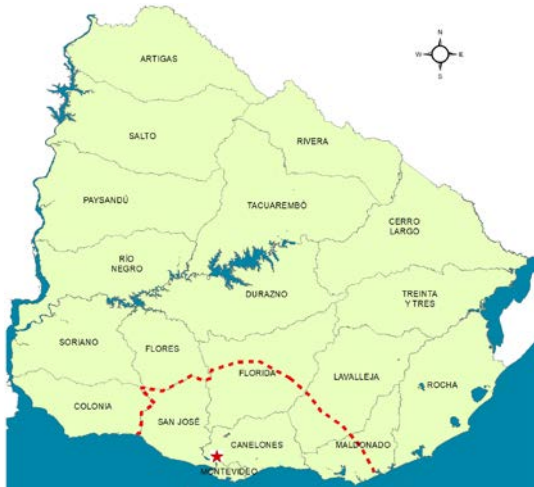 N
W E
S
ARTIGAS
SALTO
RIVERA
PAYSANDÚ
TACUAREMBÓ
CERRO
LARGO
RÍO
NEGRO
DURAZNO
TREINTA
Y TRES
SORIANO
FLORES
FLORIDA
LAVALLEJA
ROCHA
COLONIA
SAN JOSÉ
CANELONES
MALDONADO
MONTEVIDEO